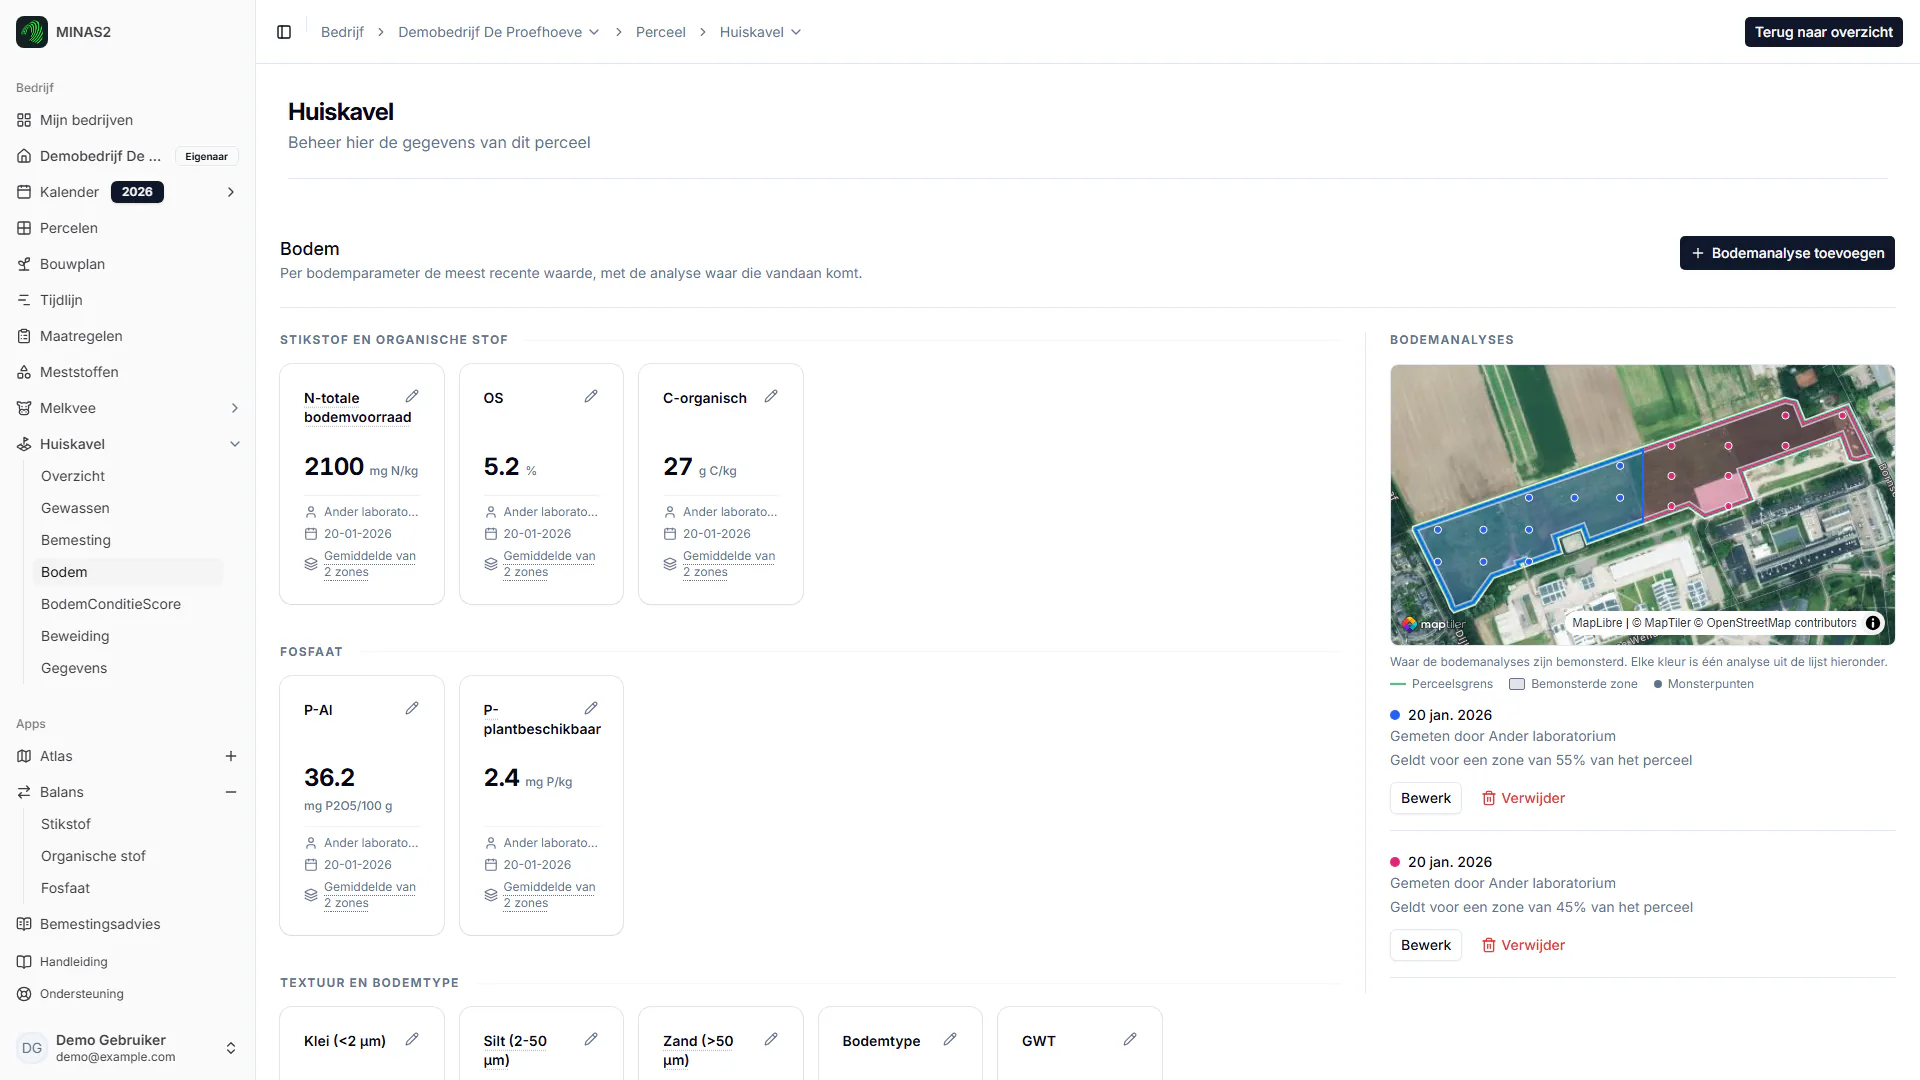 MINAS2
Bedrijf
Mijn bedrijven
Demobedrijf De ...
Eigenaar
Kalender
2026
Percelen
Bouwplan
Tijdlijn
Maatregelen
Meststoffen
Melkvee
Huiskavel
Overzicht
Gewassen
Bemesting
Bodem
BodemConditieScore
Beweiding
Gegevens
Apps
Atlas
Balans
Stikstof
Organische stof
Fosfaat
Bemestingsadvies
Handleiding
Ondersteuning
DG
Demo Gebruiker
demo@example.com
Bedrijf
Demobedrijf De Proefhoeve
Perceel
Huiskavel
Terug naar overzicht
Huiskavel
Beheer hier de gegevens van dit perceel
Bodem
Per bodemparameter de meest recente waarde, met de analyse waar die vandaan komt.
Bodemanalyse toevoegen
STIKSTOF EN ORGANISCHE STOF
N-totale
bodemvoorraad
2100 mg N/kg
Ander laborato...
20-01-2026
Gemiddelde van
2 zones
OS
5.2 %
Ander laborato...
20-01-2026
Gemiddelde van
2 zones
C-organisch
27 g C/kg
Ander laborato...
20-01-2026
Gemiddelde van
2 zones
FOSFAAT
P-Al
36.2
mg P2O5/100 g
Ander laborato...
20-01-2026
Gemiddelde van
2 zones
P-
plantbeschikbaar
2.4 mg P/kg
Ander laborato...
20-01-2026
Gemiddelde van
2 zones
TEXTUUR EN BODEMTYPE
Klei (<2 µm)
Silt (2-50
µm)
Zand (>50
µm)
Bodemtype
GWT
BODEMANALYSES
maptiler
MapLibre | © MapTiler © OpenStreetMap contributors
Waar de bodemanalyses zijn bemonsterd. Elke kleur is één analyse uit de lijst hieronder.
Perceelsgrens
Bemonsterde zone
Monsterpunten
20 jan. 2026
Gemeten door Ander laboratorium
Geldt voor een zone van 55% van het perceel
Bewerk
Verwijder
20 jan. 2026
Gemeten door Ander laboratorium
Geldt voor een zone van 45% van het perceel
Bewerk
Verwijder